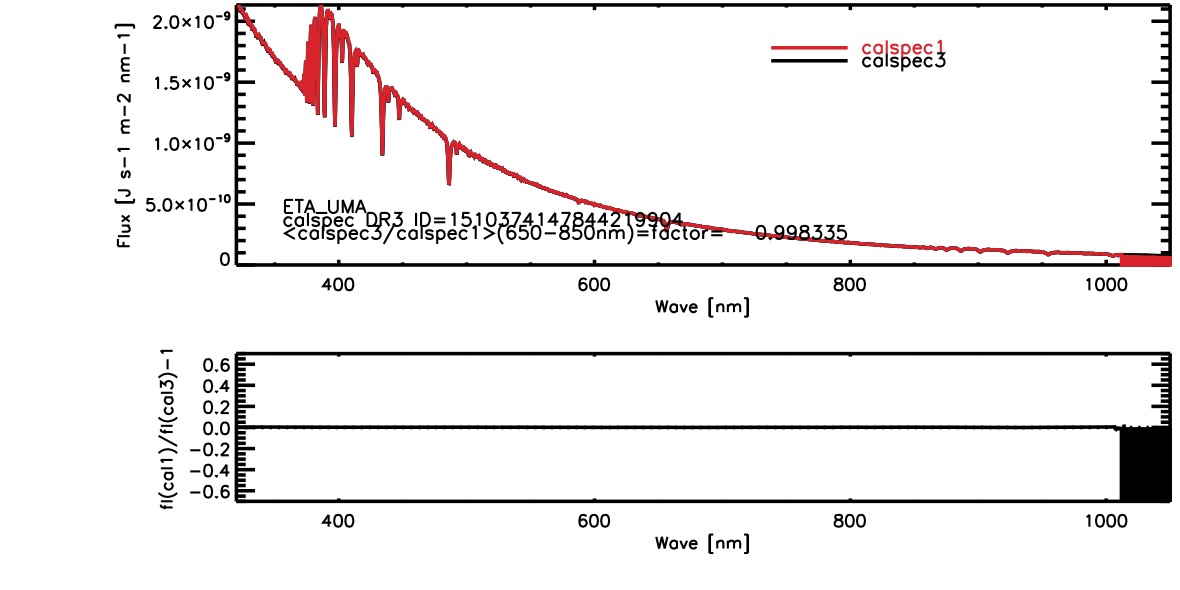 2.0×10−9
1.5×10−9
1.0×10−9
5.0×10−10
0
Flux [J s−1 m−2 nm−1]
calspec1
calspec3
ETA_UMA
calspec DR3 ID=1510374147844219904
<calspec3/calspec1>(650−850nm)=factor= 0.998335
400 600 800 1000
Wave [nm]
0.6
0.4
0.2
0.0
−0.2
−0.4
−0.6
fl(cal1)/fl(cal3)−1
400 600 800 1000
Wave [nm]